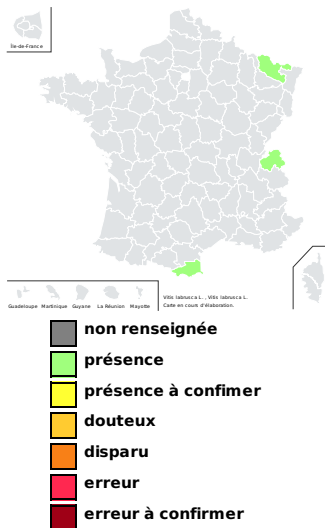 Île-de-France
Guadeloupe Martinique Guyane La Réunion Mayotte
Vitis labrusca L. , Vitis labrusca L.
Carte en cours d'élaboration.
non renseignée
présence
présence à confimer
douteux
disparu
erreur
erreur à confirmer